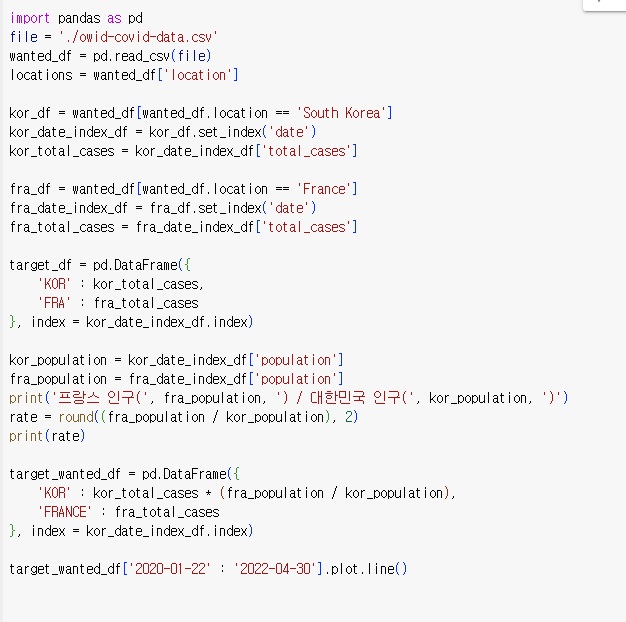 import pandas as pd
file = './owid-covid-data.csv'
wanted_df = pd.read_csv(file)
locations = wanted_df['location']
kor_df = wanted_df[wanted_df.location == 'South Korea']
kor_date_index_df = kor_df.set_index('date')
kor_total_cases = kor_date_index_df['total_cases']
fra_df = wanted_df[wanted_df.location == 'France']
fra_date_index_df = fra_df.set_index('date')
fra_total_cases = fra_date_index_df['total_cases']
target_df = pd.DataFrame({
    'KOR' : kor_total_cases,
    'FRA' : fra_total_cases
}, index = kor_date_index_df.index)
kor_population = kor_date_index_df['population']
fra_population = fra_date_index_df['population']
print('프랑스 인구(', fra_population, ') / 대한민국 인구(', kor_population, ')')
rate = round((fra_population / kor_population), 2)
print(rate)
target_wanted_df = pd.DataFrame({
    'KOR' : kor_total_cases * (fra_population / kor_population),
    'FRANCE' : fra_total_cases
}, index = kor_date_index_df.index)
target_wanted_df['2020-01-22' : '2022-04-30'].plot.line()